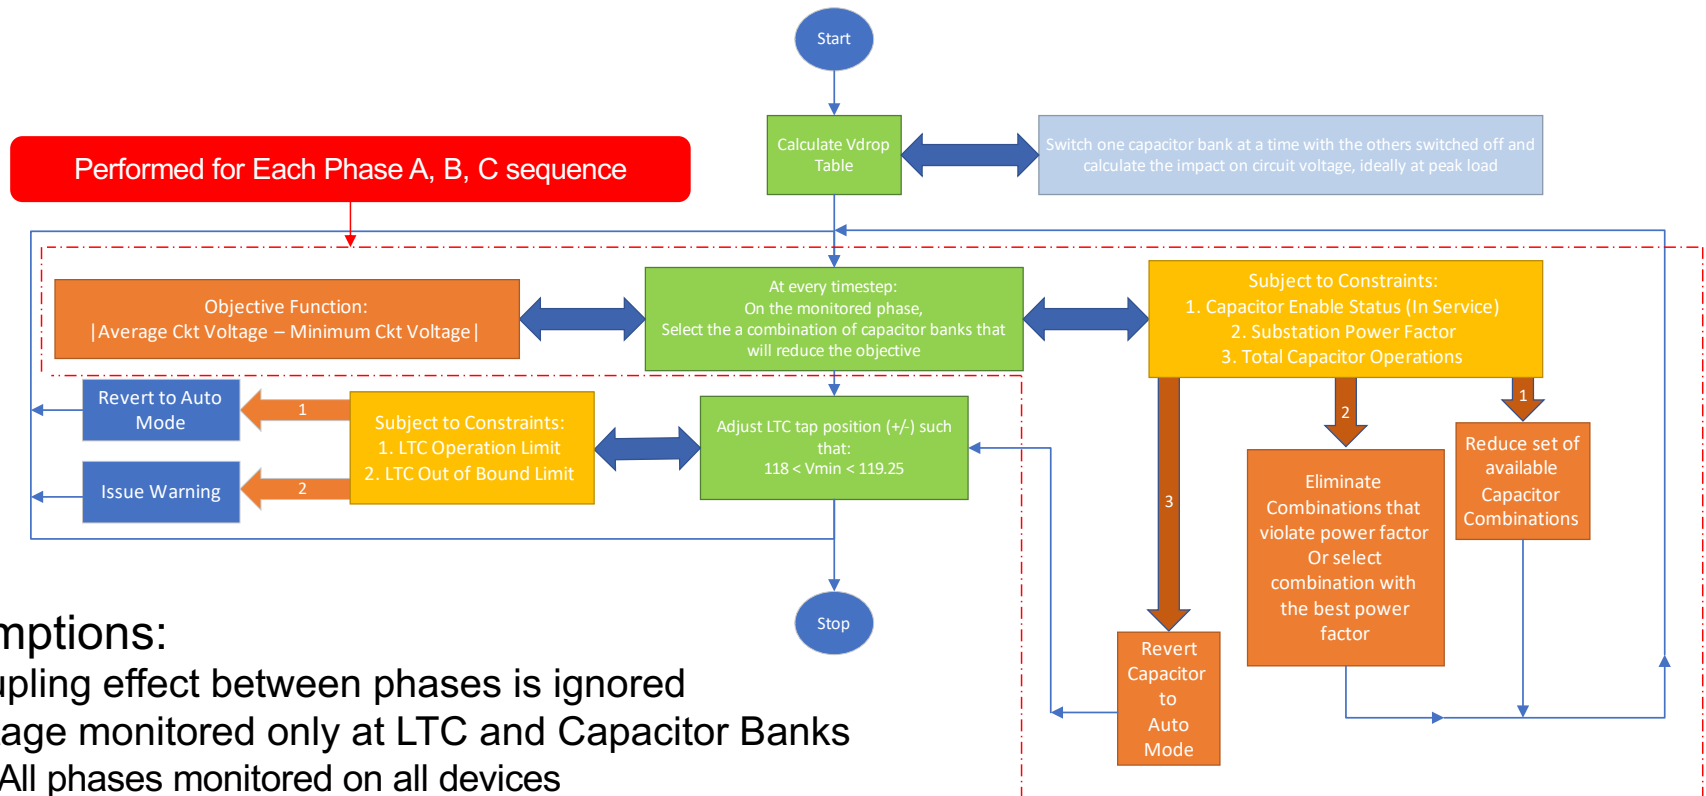 Start
Calculate Vdrop
Table
Switch one capacitor bank at a time with the others switched off and
calculate the impact on circuit voltage, ideally at peak load
Performed for Each Phase A, B, C sequence
Objective Function:
|Average Ckt Voltage – Minimum Ckt Voltage|
At every timestep:
On the monitored phase,
Select the a combination of capacitor banks that
will reduce the objective
Subject to Constraints:
1. Capacitor Enable Status (In Service)
2. Substation Power Factor
3. Total Capacitor Operations
Revert to Auto
Mode
1
Issue Warning
2
Subject to Constraints:
1. LTC Operation Limit
2. LTC Out of Bound Limit
Adjust LTC tap position (+/-) such
that:
118 < Vmin < 119.25
3
2
1
Reduce set of
available
Capacitor
Combinations
Eliminate
Combinations that
violate power factor
Or select
combination with
the best power
factor
Revert
Capacitor
to
Auto
Mode
Stop
mptions:
upling effect between phases is ignored
tage monitored only at LTC and Capacitor Banks
All phases monitored on all devices